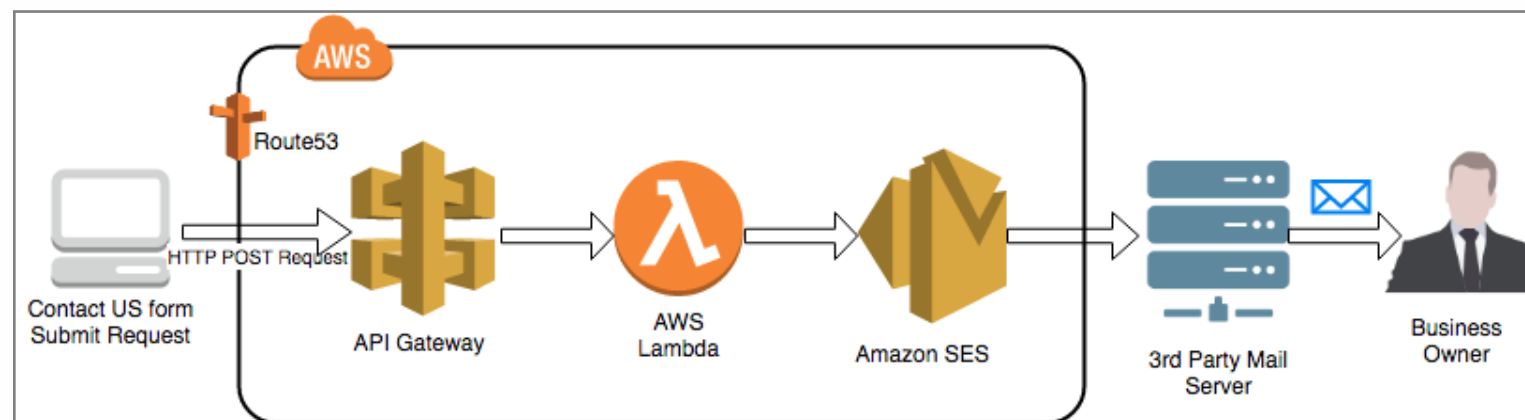 AWS
Route53
HTTP POST Request
Contact US form
Submit Request
API Gateway
AWS
Lambda
Amazon SES
3rd Party Mail
Server
Business
Owner